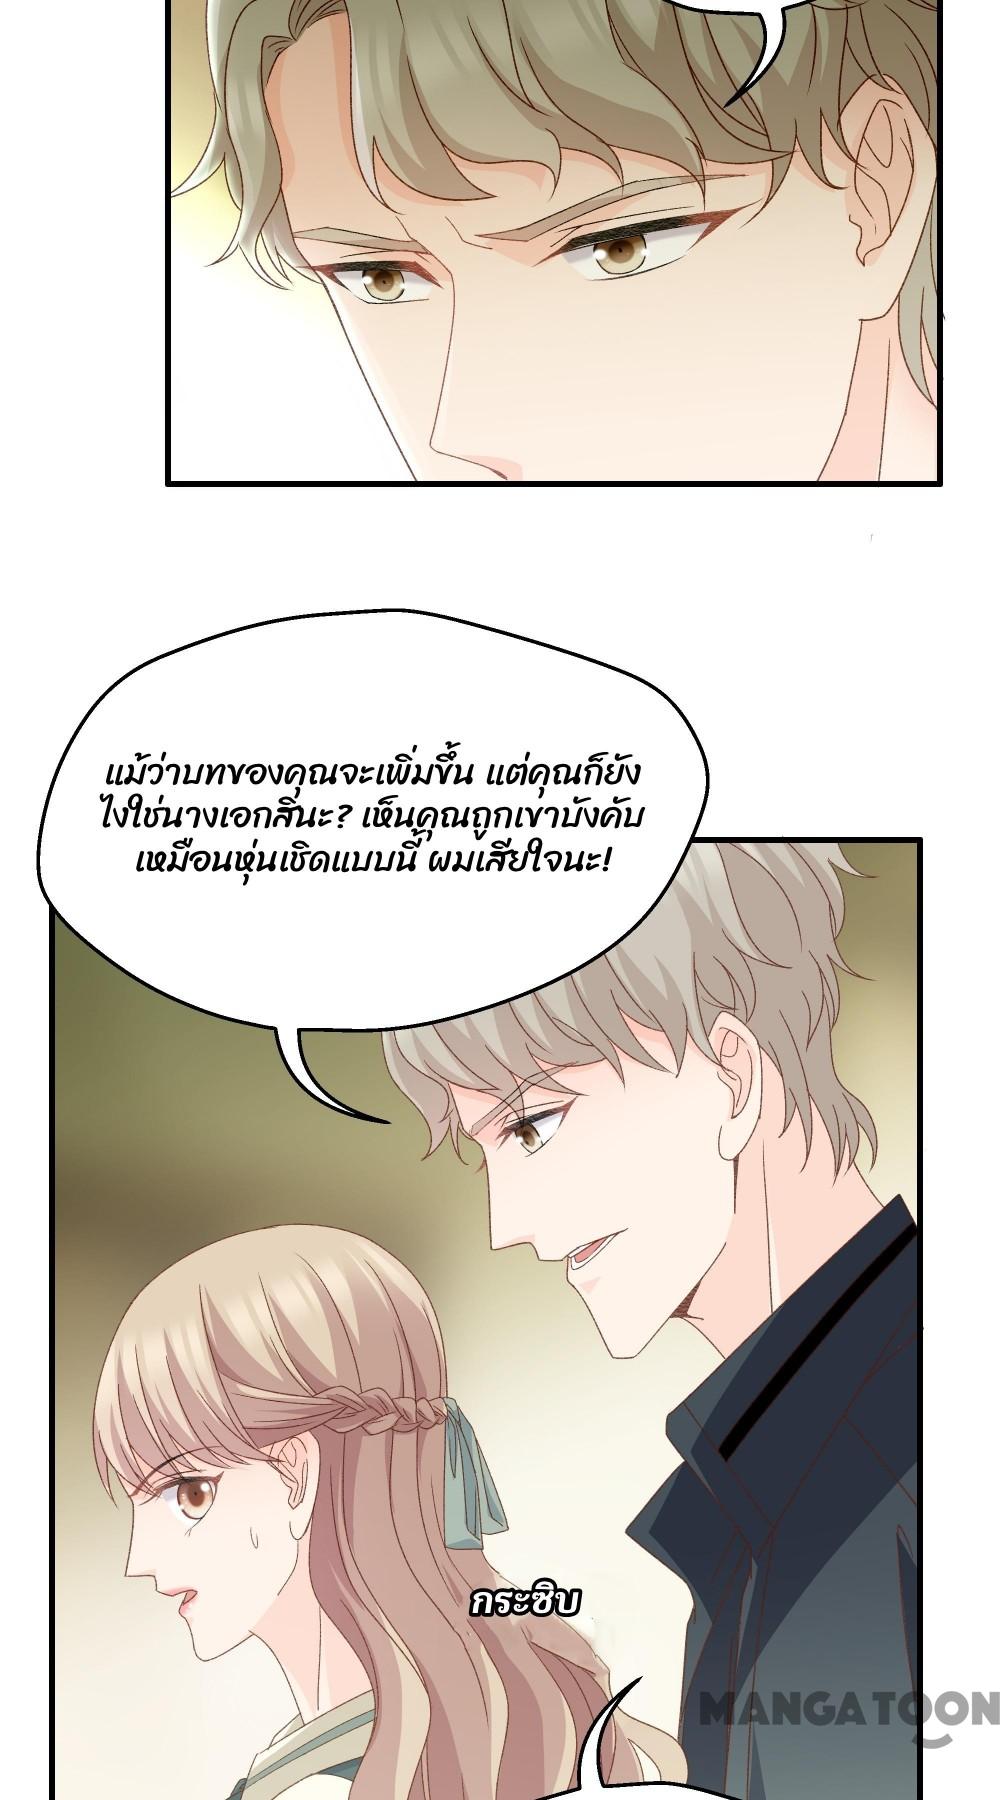 แม้ว่าบทของคุณจะเพิ่มขึ้น แต่คุณก็ยัง
ไงใช่นางเอกสินะ? เห็นคุณถูกเขาบังคับ
เหมือนหุ่นเชิดแบบนี้ ผมเสียใจนะ!
กระซิบ
MANGATOON